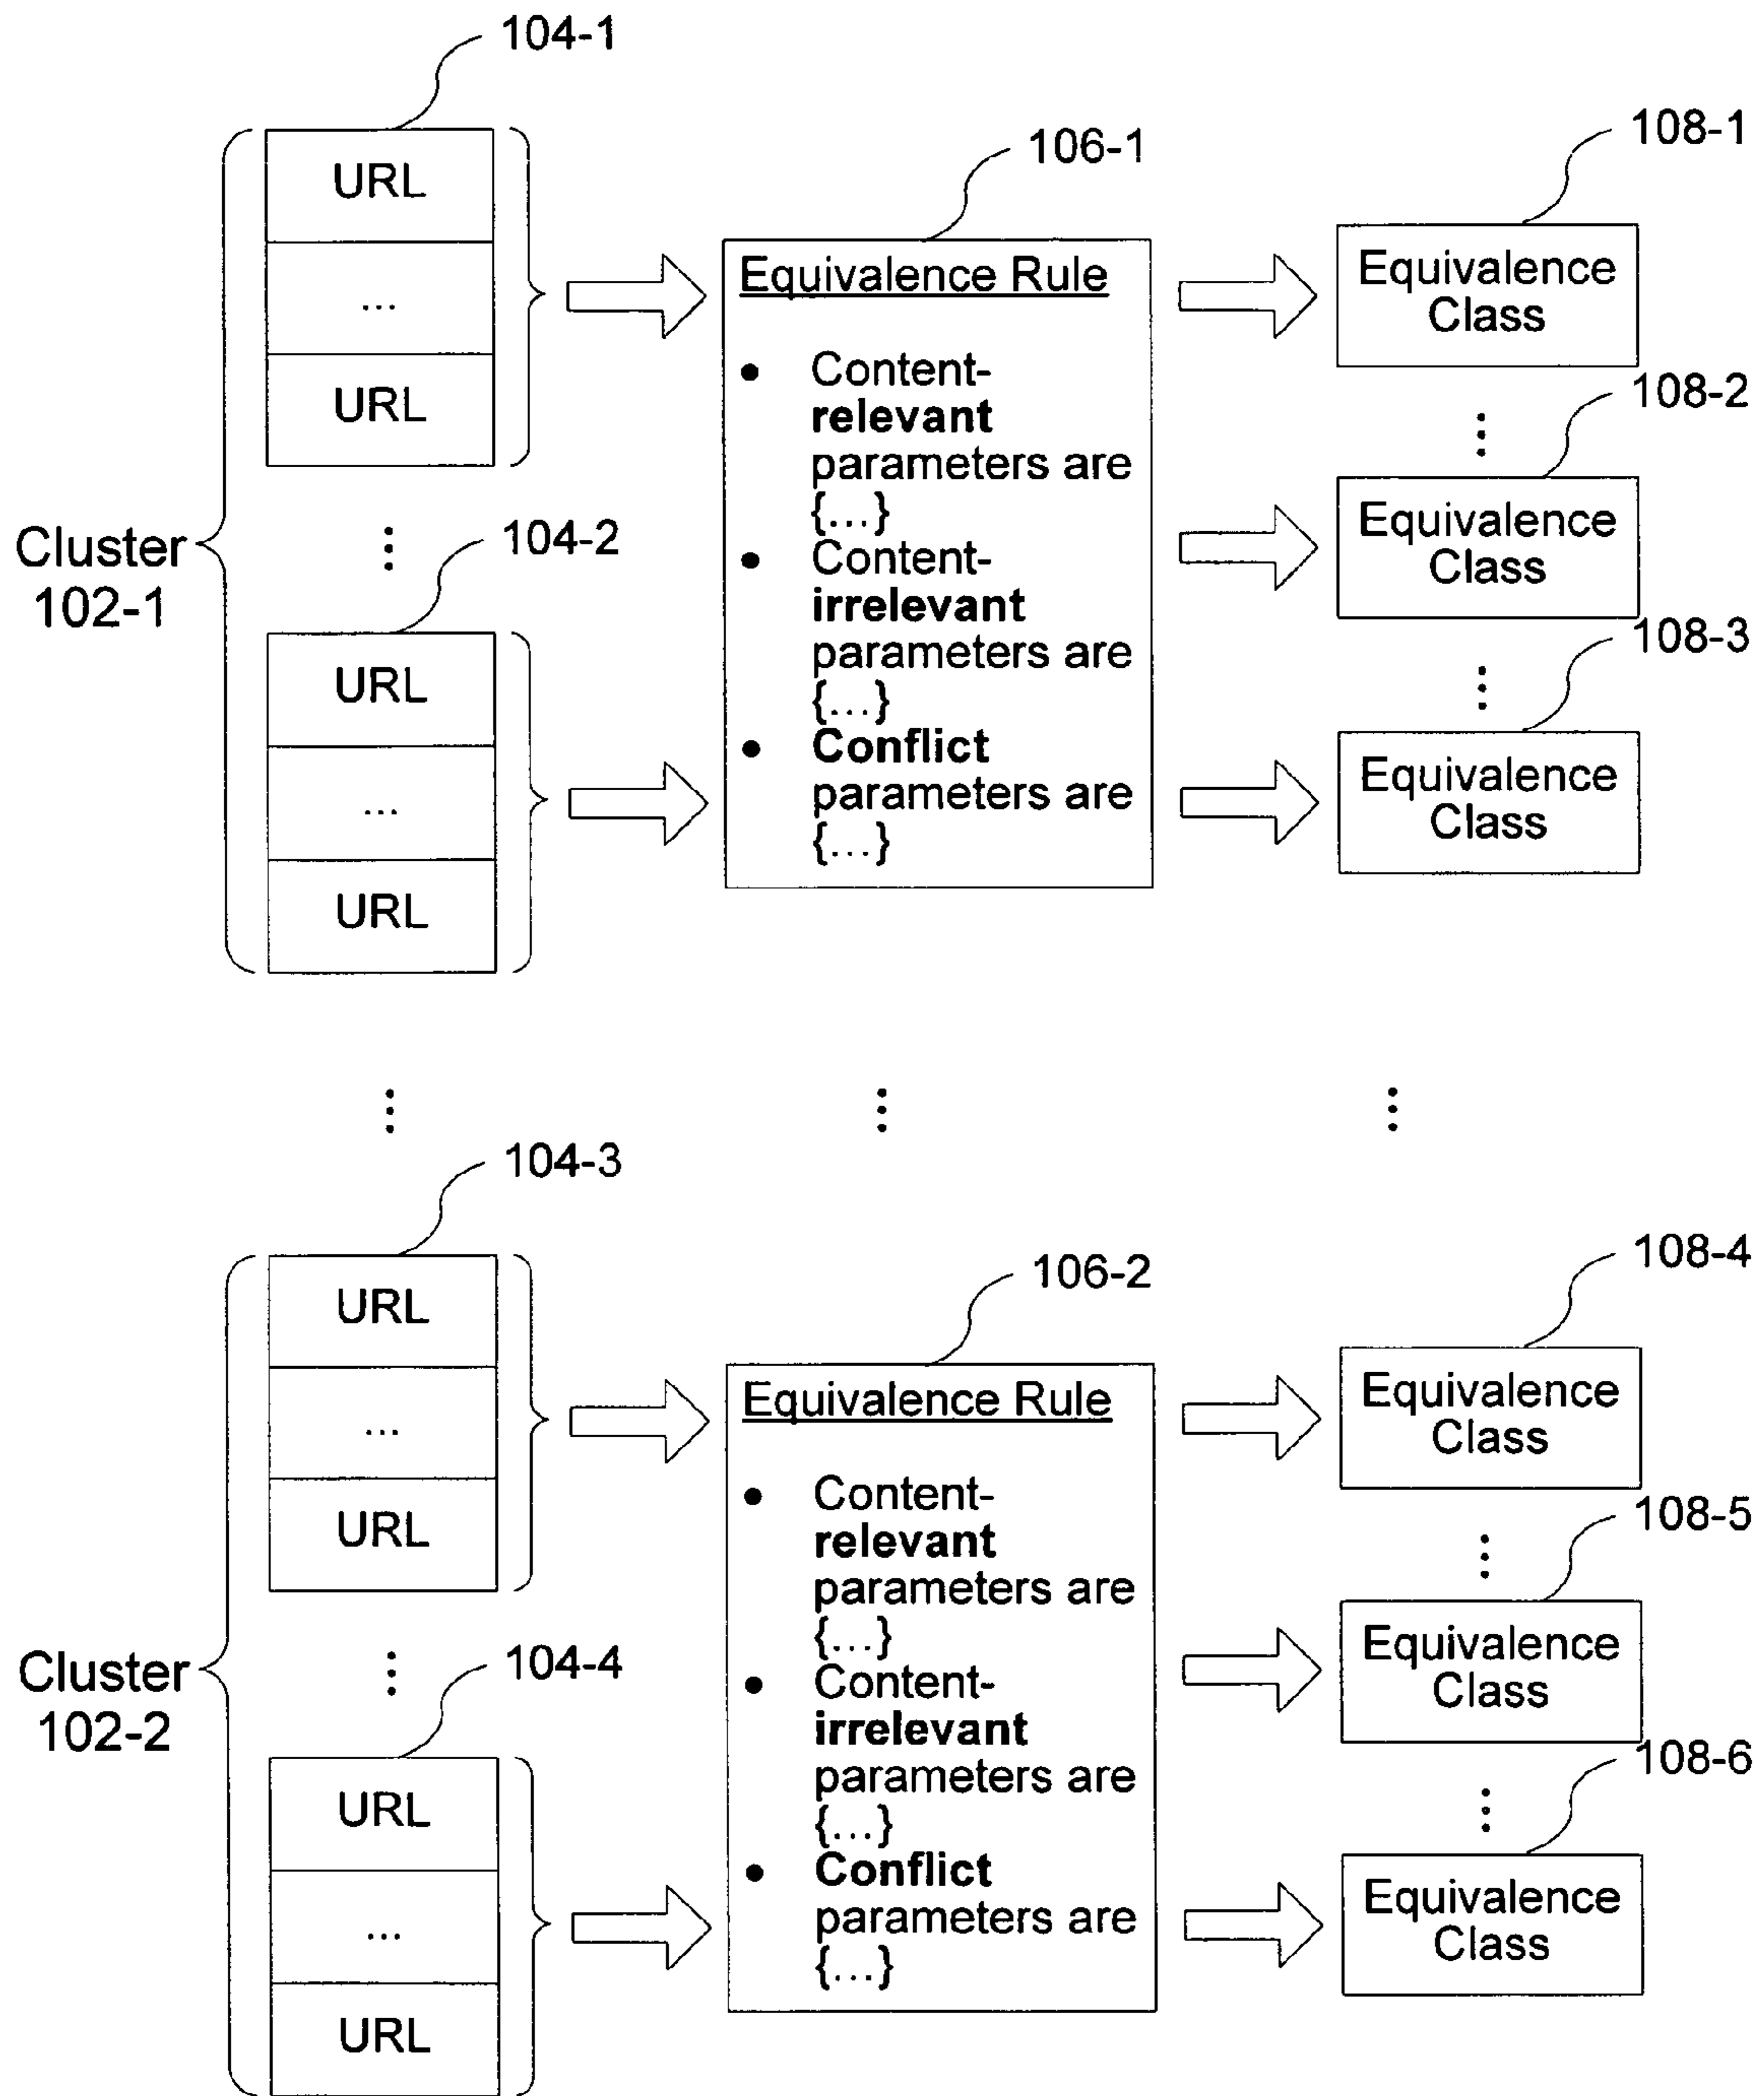 104-1
URL
...
URL
Cluster
102-1
104-2
URL
...
URL
106-1
Equivalence Rule
• Content-
relevant
parameters are
{...}
• Content-
irrelevant
parameters are
{...}
• Conflict
parameters are
{...}
108-1
Equivalence
Class
108-2
Equivalence
Class
108-3
Equivalence
Class
104-3
URL
...
URL
Cluster
102-2
104-4
URL
...
URL
106-2
Equivalence Rule
• Content-
relevant
parameters are
{...}
• Content-
irrelevant
parameters are
{...}
• Conflict
parameters are
{...}
108-4
Equivalence
Class
108-5
Equivalence
Class
108-6
Equivalence
Class